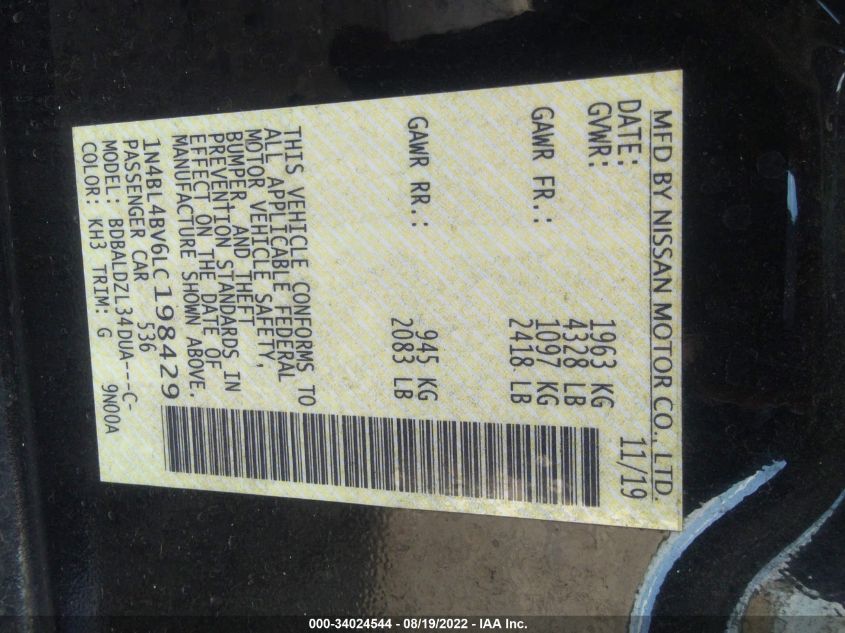 MFD BY NISSAN MOTOR CO., LTD.
DATE: 11/19
GVWR: 1963 KG
4328 LB
GAWR FR.: 1097 KG
2418 LB
GAWR RR.: 945 KG
2083 LB
THIS VEHICLE CONFORMS TO
ALL APPLICABLE FEDERAL
MOTOR VEHICLE SAFETY,
BUMPER, AND THEFT
PREVENTION STANDARDS IN
EFFECT ON THE DATE OF
MANUFACTURE SHOWN ABOVE.
1N4BL4BV6LC198429
PASSENGER CAR 536
MODEL: BDBALDZL34DUA---C-
COLOR: KH3 TRIM: G 9N00A
000-34024544 - 08/19/2022 - IAA Inc.